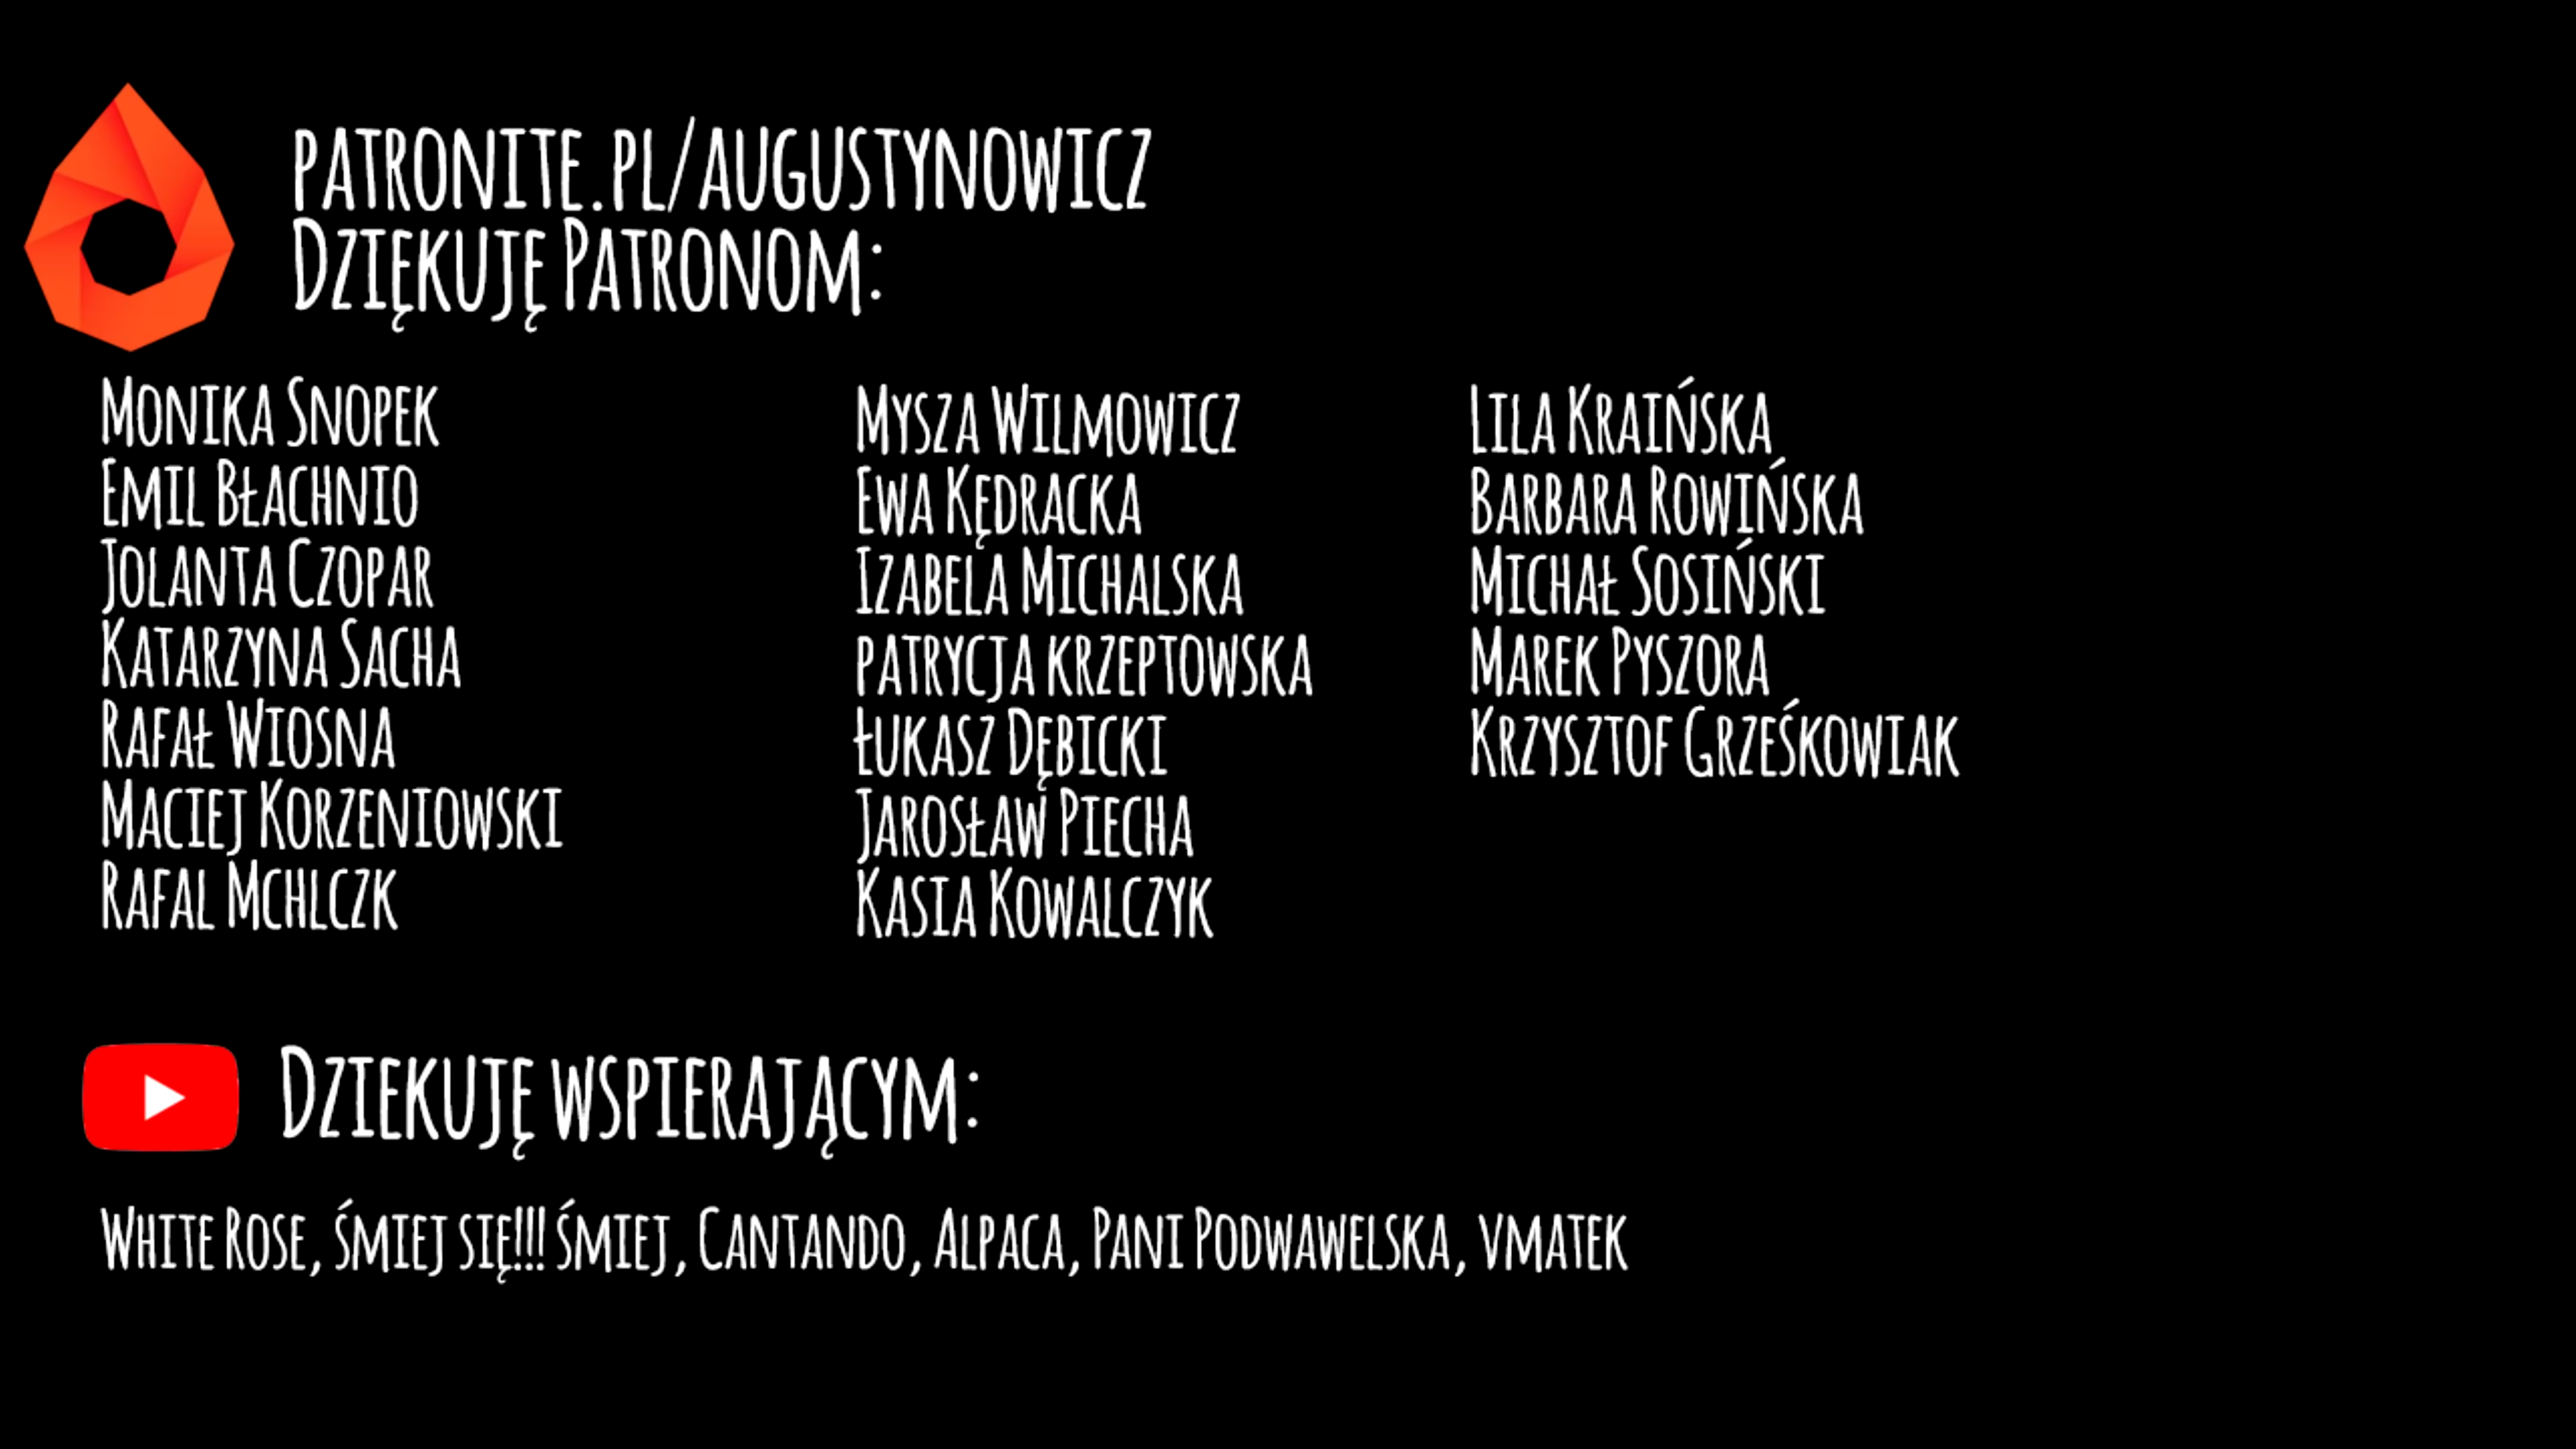 patronite.pl/augustynowicz
Dziękuję Patronom:
Monika Snopek
Emil Błachnio
Jolanta Czopar
Katarzyna Sacha
Rafał Wiosna
Maciej Korzeniowski
Rafal Mchlczk
Mysza Wilmowicz
Ewa Kędracka
Izabela Michalska
patrycja krzeptowska
Łukasz Dębicki
Jarosław Piecha
Kasia Kowalczyk
Lila Kraińska
Barbara Rowińska
Michał Sosiński
Marek Pyszora
Krzysztof Grześkowiak
Dziekuję wspierającym:
White Rose, śmiej się!!! śmiej, Cantando, Alpaca, Pani Podwawelska, vmatek